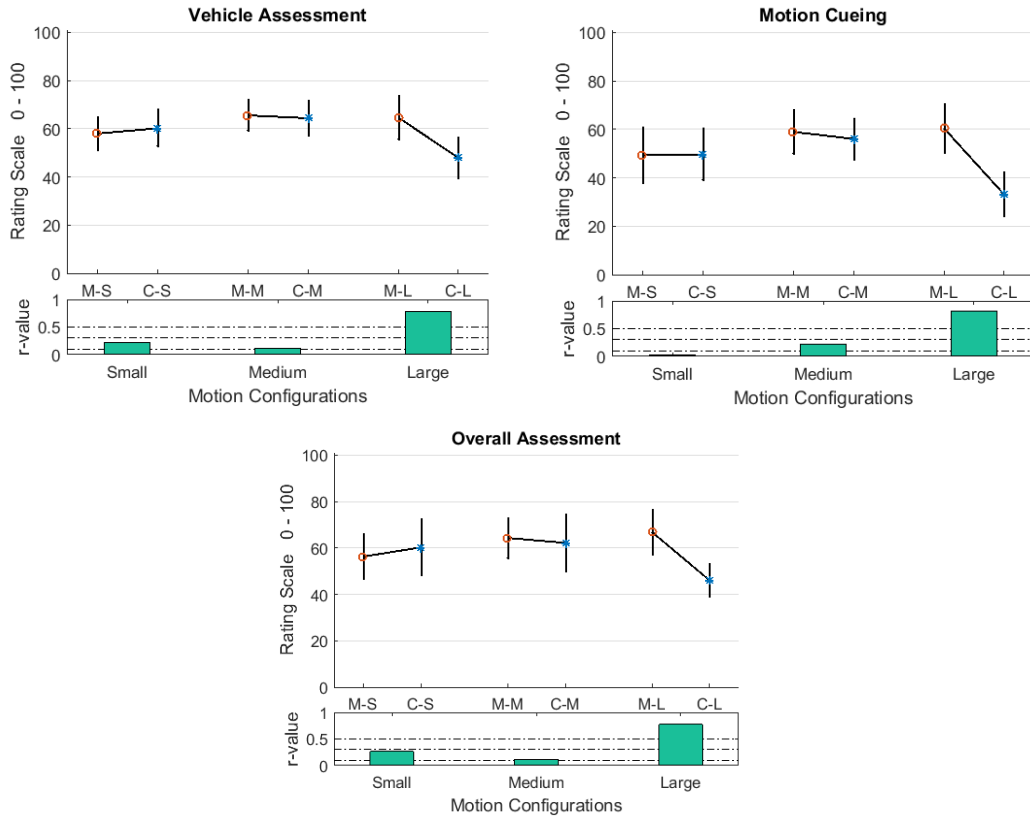 Vehicle Assessment
Rating Scale 0 - 100
100
80
60
40
20
0
M-S C-S M-M C-M M-L C-L
r-value
1
0.5
0
Small Medium Large
Motion Configurations
Motion Cueing
Rating Scale 0 - 100
100
80
60
40
20
0
M-S C-S M-M C-M M-L C-L
r-value
1
0.5
0
Small Medium Large
Motion Configurations
Overall Assessment
Rating Scale 0 - 100
100
80
60
40
20
0
M-S C-S M-M C-M M-L C-L
r-value
1
0.5
0
Small Medium Large
Motion Configurations